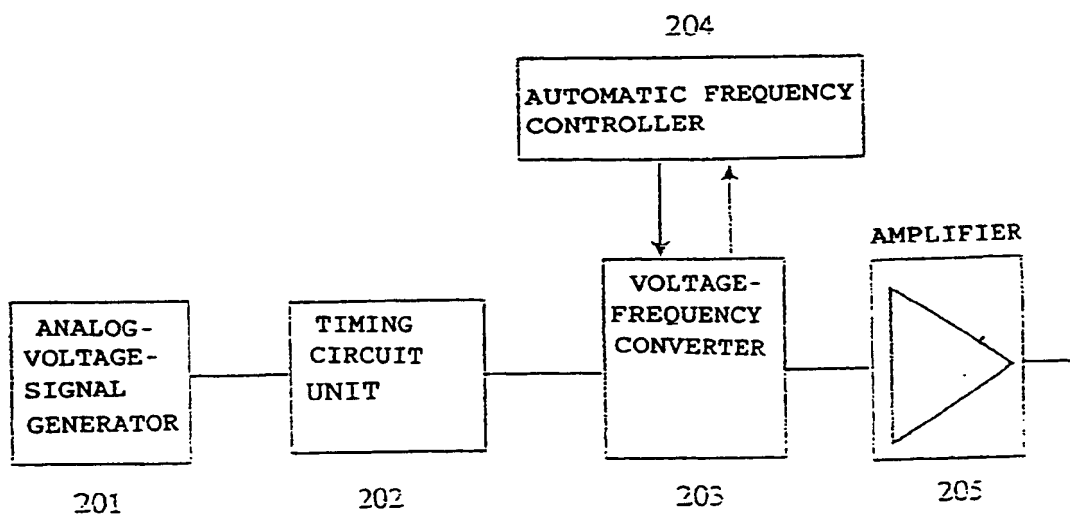 204
AUTOMATIC FREQUENCY
CONTROLLER
AMPLIFIER
ANALOG-
VOLTAGE-
SIGNAL
GENERATOR
TIMING
CIRCUIT
UNIT
VOLTAGE-
FREQUENCY
CONVERTER
201
202
203
205